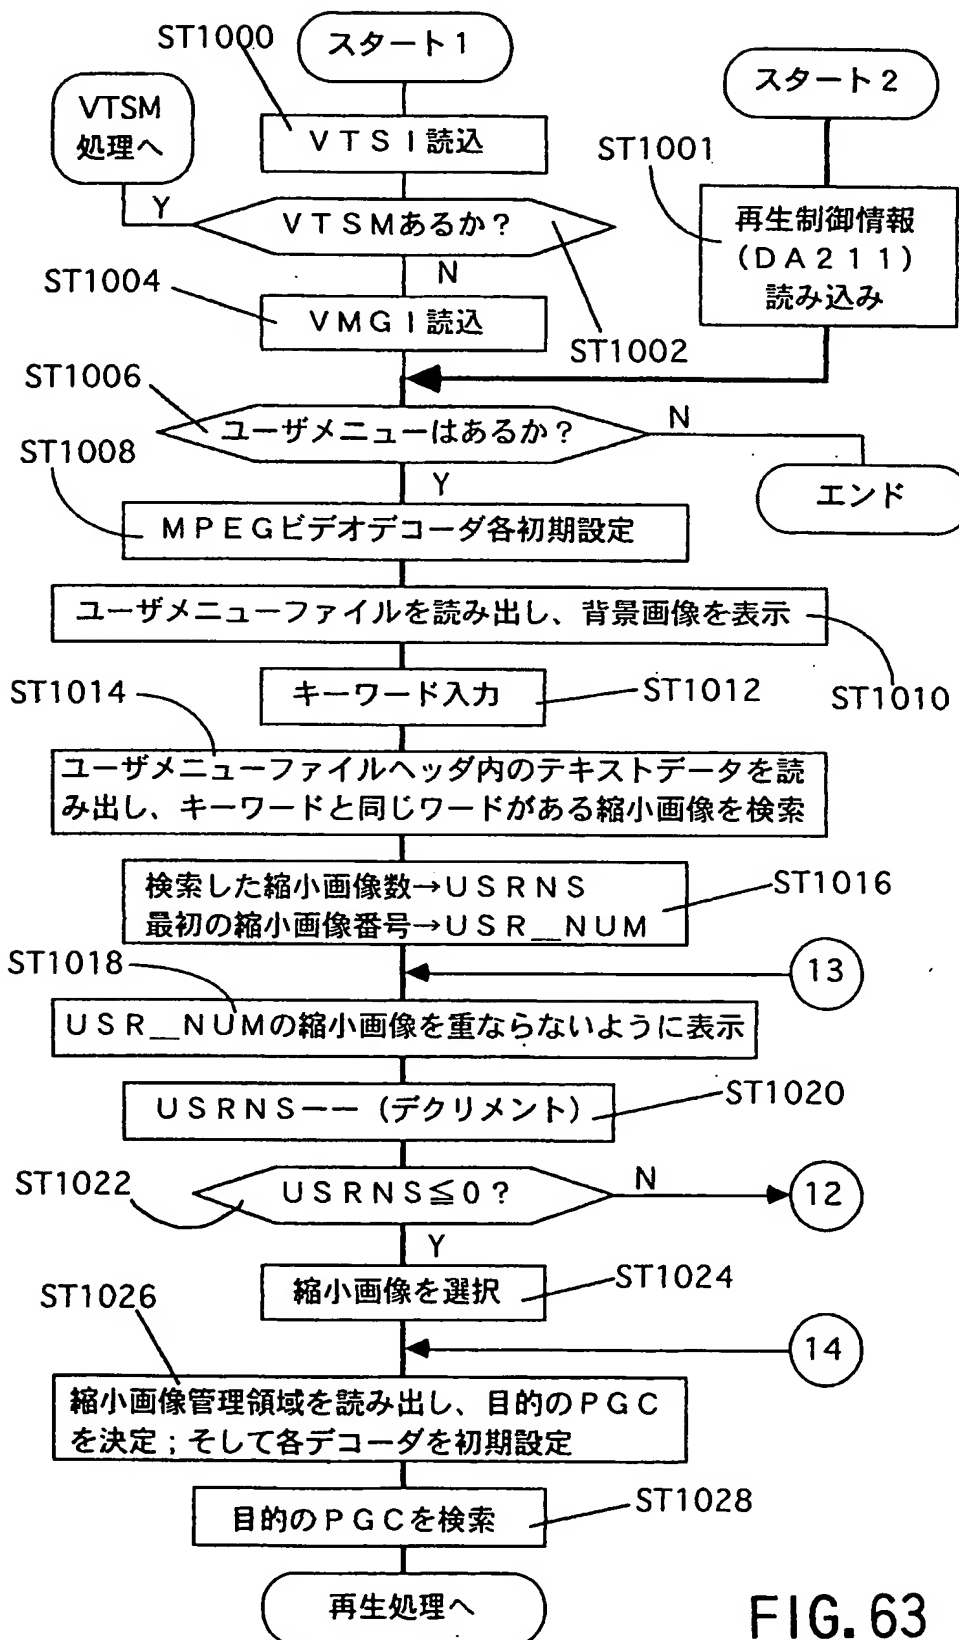 ST1000
スタート1
スタート2
VTSM
処理へ
VTSI読込
ST1001
Y
VTSMあるか?
再生制御情報
(DA211)
読み込み
N
ST1004
VMGI読込
ST1002
ST1006
ユーザメニューはあるか?
N
ST1008
Y
エンド
MPEGビデオデコーダ各初期設定
ユーザメニューファイルを読み出し、背景画像を表示
ST1014
キーワード入力
ST1012
ST1010
ユーザメニューファイルヘッダ内のテキストデータを読
み出し、キーワードと同じワードがある縮小画像を検索
検索した縮小画像数→USRNS
最初の縮小画像番号→USR__NUM
ST1016
ST1018
13
USR__NUMの縮小画像を重ならないように表示
USRNS−−(デクリメント)
ST1020
ST1022
USRNS≦0?
N
12
Y
縮小画像を選択
ST1024
ST1026
14
縮小画像管理領域を読み出し、目的のPGC
を決定;そして各デコーダを初期設定
目的のPGCを検索
ST1028
再生処理へ
FIG. 63